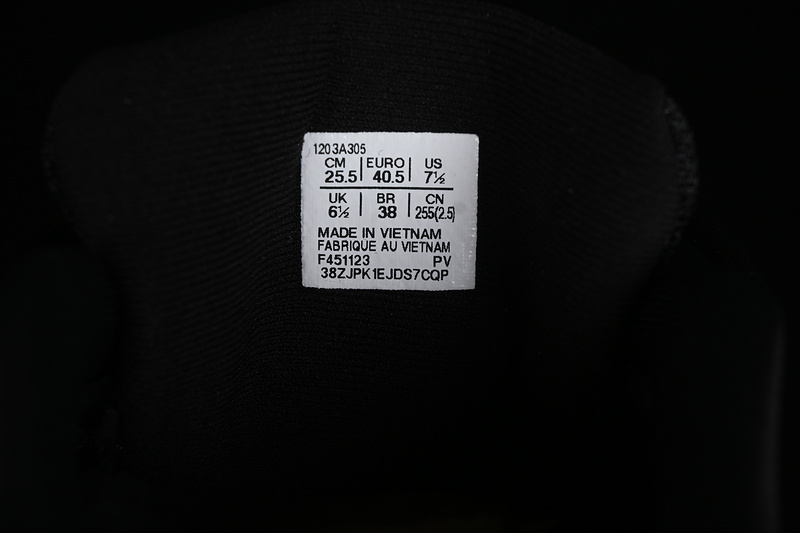 1203A305
CM | EURO | US
25.5 | 40.5 | 7½
UK | BR | CN
6½ | 38 | 255(2.5)
MADE IN VIETNAM
FABRIQUE AU VIETNAM
F451123 PV
38ZJPK1EJDS7CQP